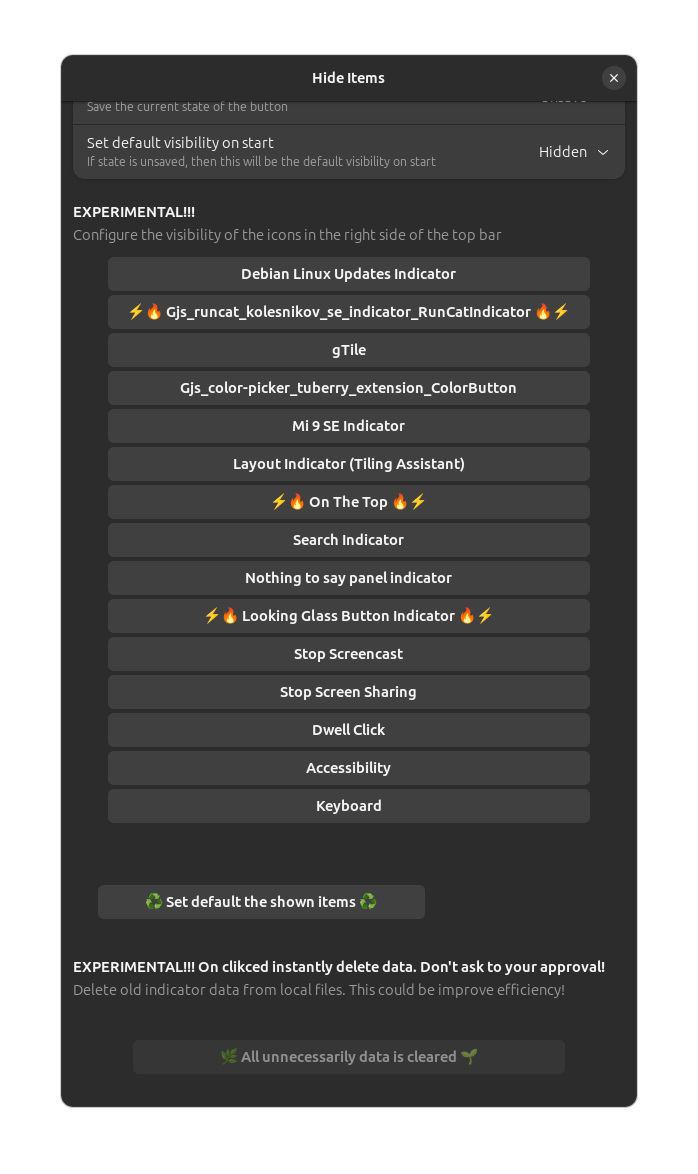 Hide Items
Save the current state of the button
Set default visibility on start
If state is unsaved, then this will be the default visibility on start
Hidden
EXPERIMENTAL!!!
Configure the visibility of the icons in the right side of the top bar
Debian Linux Updates Indicator
⚡🔥 Gjs_runcat_kolesnikov_se_indicator_RunCatIndicator 🔥⚡
gTile
Gjs_color-picker_tuberry_extension_ColorButton
Mi 9 SE Indicator
Layout Indicator (Tiling Assistant)
⚡🔥 On The Top 🔥⚡
Search Indicator
Nothing to say panel indicator
⚡🔥 Looking Glass Button Indicator 🔥⚡
Stop Screencast
Stop Screen Sharing
Dwell Click
Accessibility
Keyboard
♻️ Set default the shown items ♻️
EXPERIMENTAL!!! On clikced instantly delete data. Don't ask to your approval!
Delete old indicator data from local files. This could be improve efficiency!
🌿 All unnecessarily data is cleared 🌱